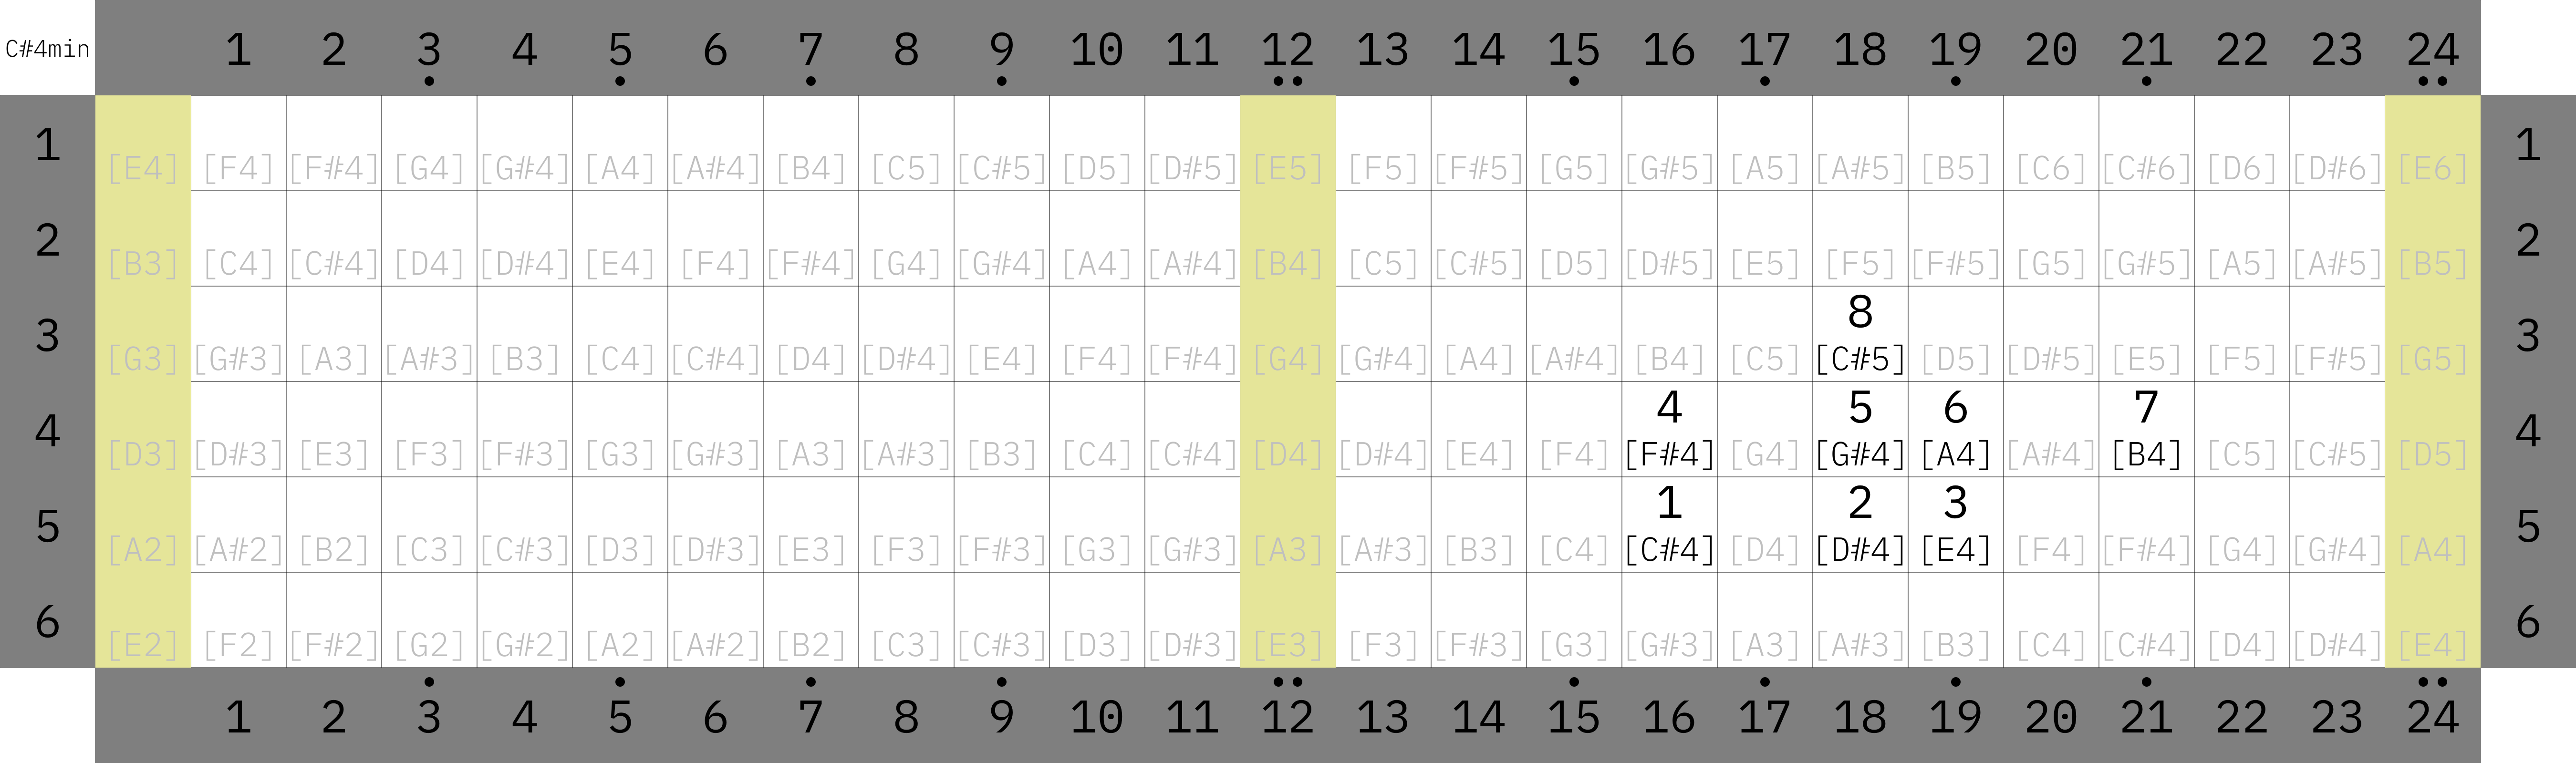 C#4min 1 2 3 4 5 6 7 8 9 10 11 12 13 14 15 16 17 18 19 20 21 22 23 24
1 [E4] [F4] [F#4] [G4] [G#4] [A4] [A#4] [B4] [C5] [C#5] [D5] [D#5] [E5] [F5] [F#5] [G5] [G#5] [A5] [A#5] [B5] [C6] [C#6] [D6] [D#6] [E6] 1
2 [B3] [C4] [C#4] [D4] [D#4] [E4] [F4] [F#4] [G4] [G#4] [A4] [A#4] [B4] [C5] [C#5] [D5] [D#5] [E5] [F5] [F#5] [G5] [G#5] [A5] [A#5] [B5] 2
8
3 [G3] [G#3] [A3] [A#3] [B3] [C4] [C#4] [D4] [D#4] [E4] [F4] [F#4] [G4] [G#4] [A4] [A#4] [B4] [C5] [C#5] [D5] [D#5] [E5] [F5] [F#5] [G5] 3
4 5 6 7
4 [D3] [D#3] [E3] [F3] [F#3] [G3] [G#3] [A3] [A#3] [B3] [C4] [C#4] [D4] [D#4] [E4] [F4] [F#4] [G4] [G#4] [A4] [A#4] [B4] [C5] [C#5] [D5] 4
1 2 3
5 [A2] [A#2] [B2] [C3] [C#3] [D3] [D#3] [E3] [F3] [F#3] [G3] [G#3] [A3] [A#3] [B3] [C4] [C#4] [D4] [D#4] [E4] [F4] [F#4] [G4] [G#4] [A4] 5
6 [E2] [F2] [F#2] [G2] [G#2] [A2] [A#2] [B2] [C3] [C#3] [D3] [D#3] [E3] [F3] [F#3] [G3] [G#3] [A3] [A#3] [B3] [C4] [C#4] [D4] [D#4] [E4] 6
1 2 3 4 5 6 7 8 9 10 11 12 13 14 15 16 17 18 19 20 21 22 23 24